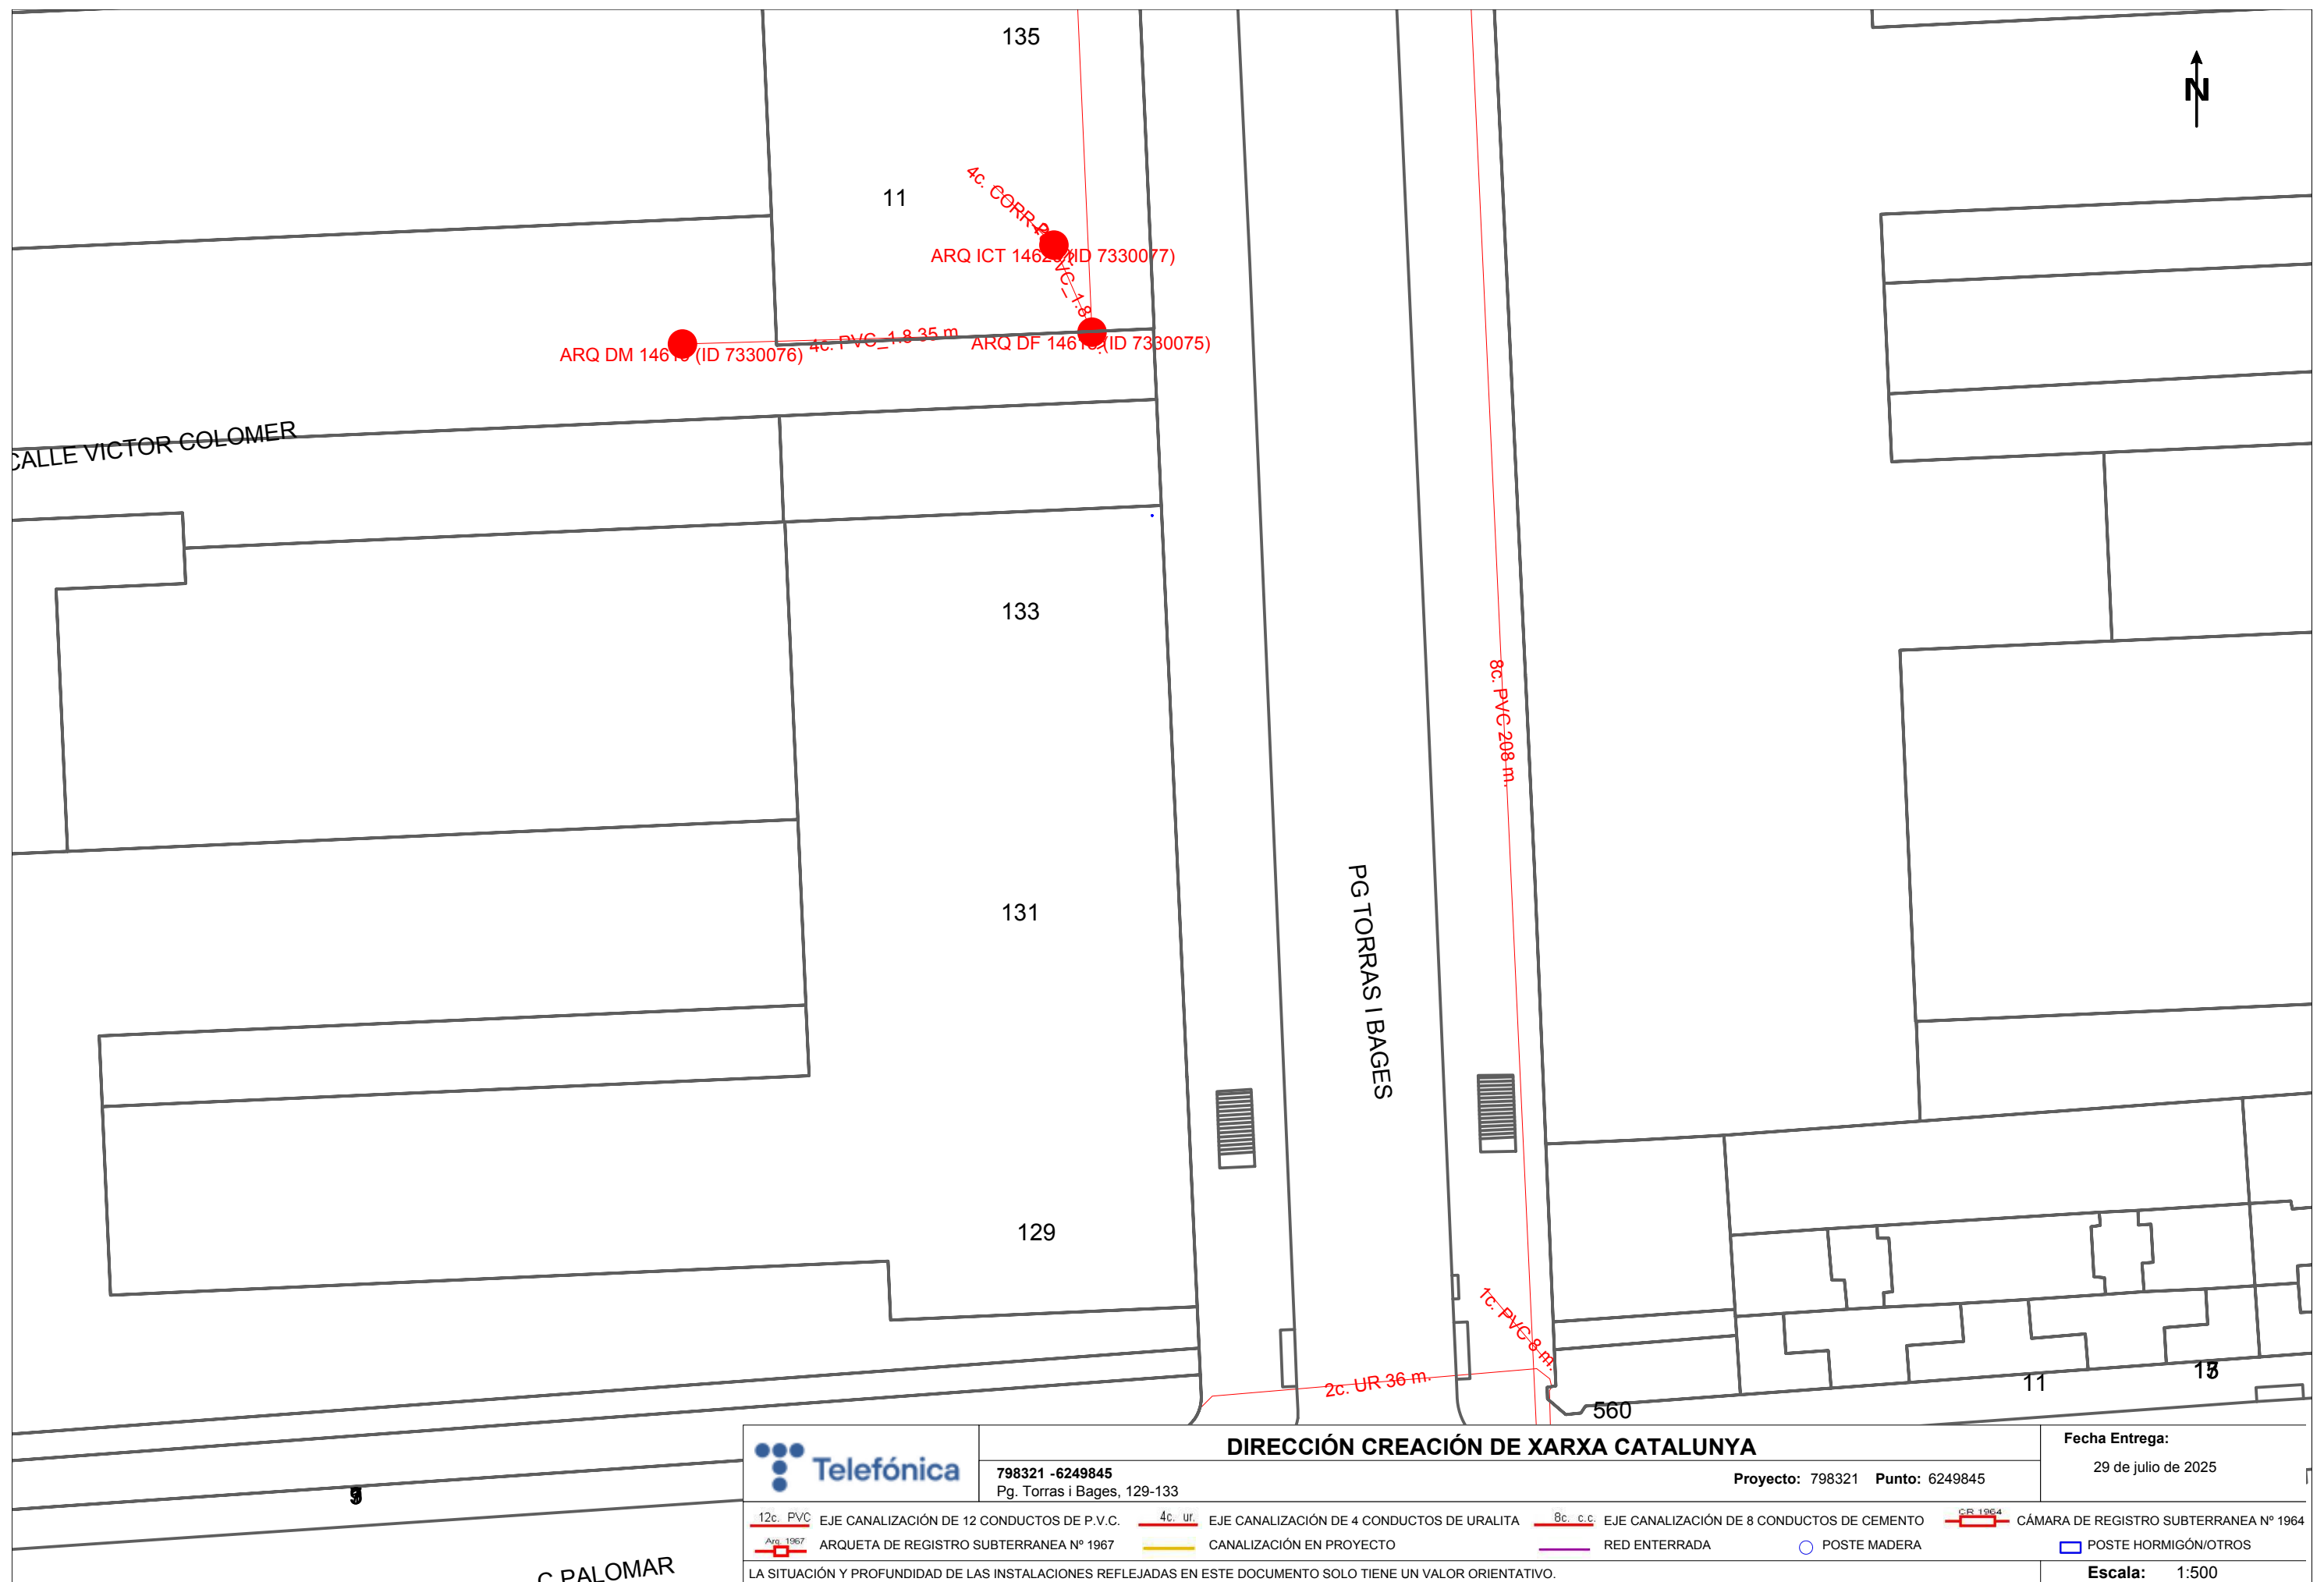 135
N
11
4c. CORR
ARQ ICT 1462 (ID 7330077)
VC_1.8
4c. PVC_1.8 35 m
ARQ DM 146 (ID 7330076)
ARQ DF 146 (ID 7330075)
CALLE VICTOR COLOMER
133
8c. PVC 208 m.
131
PG TORRAS I BAGES
129
1c. PVC 8 m.
2c. UR 36 m.
560
11
C PALOMAR
Telefónica
DIRECCIÓN CREACIÓN DE XARXA CATALUNYA
798321 -6249845
Pg. Torras i Bages, 129-133
Proyecto: 798321 Punto: 6249845
Fecha Entrega:
29 de julio de 2025
12c. PVC EJE CANALIZACIÓN DE 12 CONDUCTOS DE P.V.C.
4c. ur. EJE CANALIZACIÓN DE 4 CONDUCTOS DE URALITA
8c. c.c. EJE CANALIZACIÓN DE 8 CONDUCTOS DE CEMENTO
CR 1964 CÁMARA DE REGISTRO SUBTERRANEA Nº 1964
Arq. 1967 ARQUETA DE REGISTRO SUBTERRANEA Nº 1967
CANALIZACIÓN EN PROYECTO
RED ENTERRADA
POSTE MADERA
POSTE HORMIGÓN/OTROS
LA SITUACIÓN Y PROFUNDIDAD DE LAS INSTALACIONES REFLEJADAS EN ESTE DOCUMENTO SOLO TIENE UN VALOR ORIENTATIVO.
Escala: 1:500